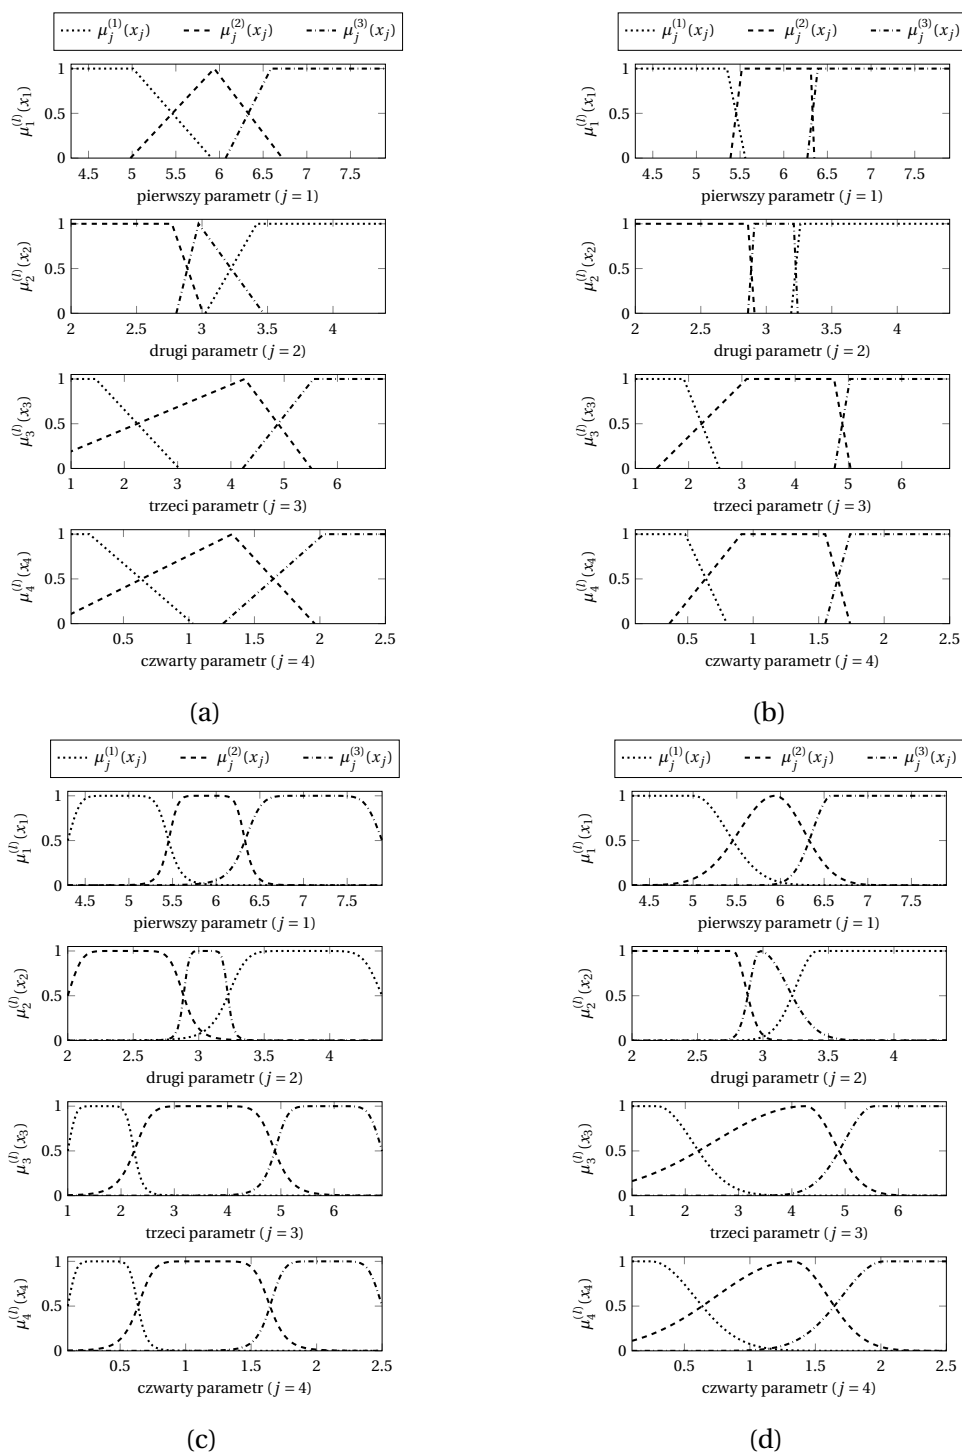 μ_j^(1)(x_j) μ_j^(2)(x_j) μ_j^(3)(x_j)
μ_1^(l)(x_1)
1
0.5
0
4.5 5 5.5 6 6.5 7 7.5
pierwszy parametr (j = 1)
μ_2^(l)(x_2)
1
0.5
0
2 2.5 3 3.5 4
drugi parametr (j = 2)
μ_3^(l)(x_3)
1
0.5
0
1 2 3 4 5 6
trzeci parametr (j = 3)
μ_4^(l)(x_4)
1
0.5
0
0.5 1 1.5 2 2.5
czwarty parametr (j = 4)
(a)
μ_j^(1)(x_j) μ_j^(2)(x_j) μ_j^(3)(x_j)
μ_1^(l)(x_1)
1
0.5
0
4.5 5 5.5 6 6.5 7 7.5
pierwszy parametr (j = 1)
μ_2^(l)(x_2)
1
0.5
0
2 2.5 3 3.5 4
drugi parametr (j = 2)
μ_3^(l)(x_3)
1
0.5
0
1 2 3 4 5 6
trzeci parametr (j = 3)
μ_4^(l)(x_4)
1
0.5
0
0.5 1 1.5 2 2.5
czwarty parametr (j = 4)
(b)
μ_j^(1)(x_j) μ_j^(2)(x_j) μ_j^(3)(x_j)
μ_1^(l)(x_1)
1
0.5
0
4.5 5 5.5 6 6.5 7 7.5
pierwszy parametr (j = 1)
μ_2^(l)(x_2)
1
0.5
0
2 2.5 3 3.5 4
drugi parametr (j = 2)
μ_3^(l)(x_3)
1
0.5
0
1 2 3 4 5 6
trzeci parametr (j = 3)
μ_4^(l)(x_4)
1
0.5
0
0.5 1 1.5 2 2.5
czwarty parametr (j = 4)
(c)
μ_j^(1)(x_j) μ_j^(2)(x_j) μ_j^(3)(x_j)
μ_1^(l)(x_1)
1
0.5
0
4.5 5 5.5 6 6.5 7 7.5
pierwszy parametr (j = 1)
μ_2^(l)(x_2)
1
0.5
0
2 2.5 3 3.5 4
drugi parametr (j = 2)
μ_3^(l)(x_3)
1
0.5
0
1 2 3 4 5 6
trzeci parametr (j = 3)
μ_4^(l)(x_4)
1
0.5
0
0.5 1 1.5 2 2.5
czwarty parametr (j = 4)
(d)